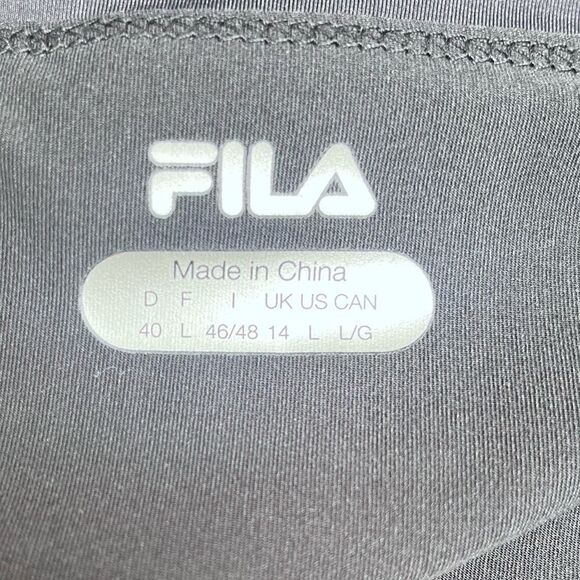 FILA
Made in China
D F I UK US CAN
40 L 46/48 14 L L/G